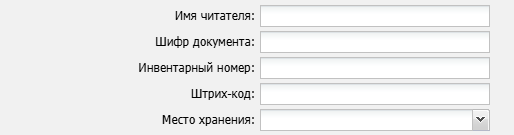 Имя читателя:
Шифр документа:
Инвентарный номер:
Штрих-код:
Место хранения: